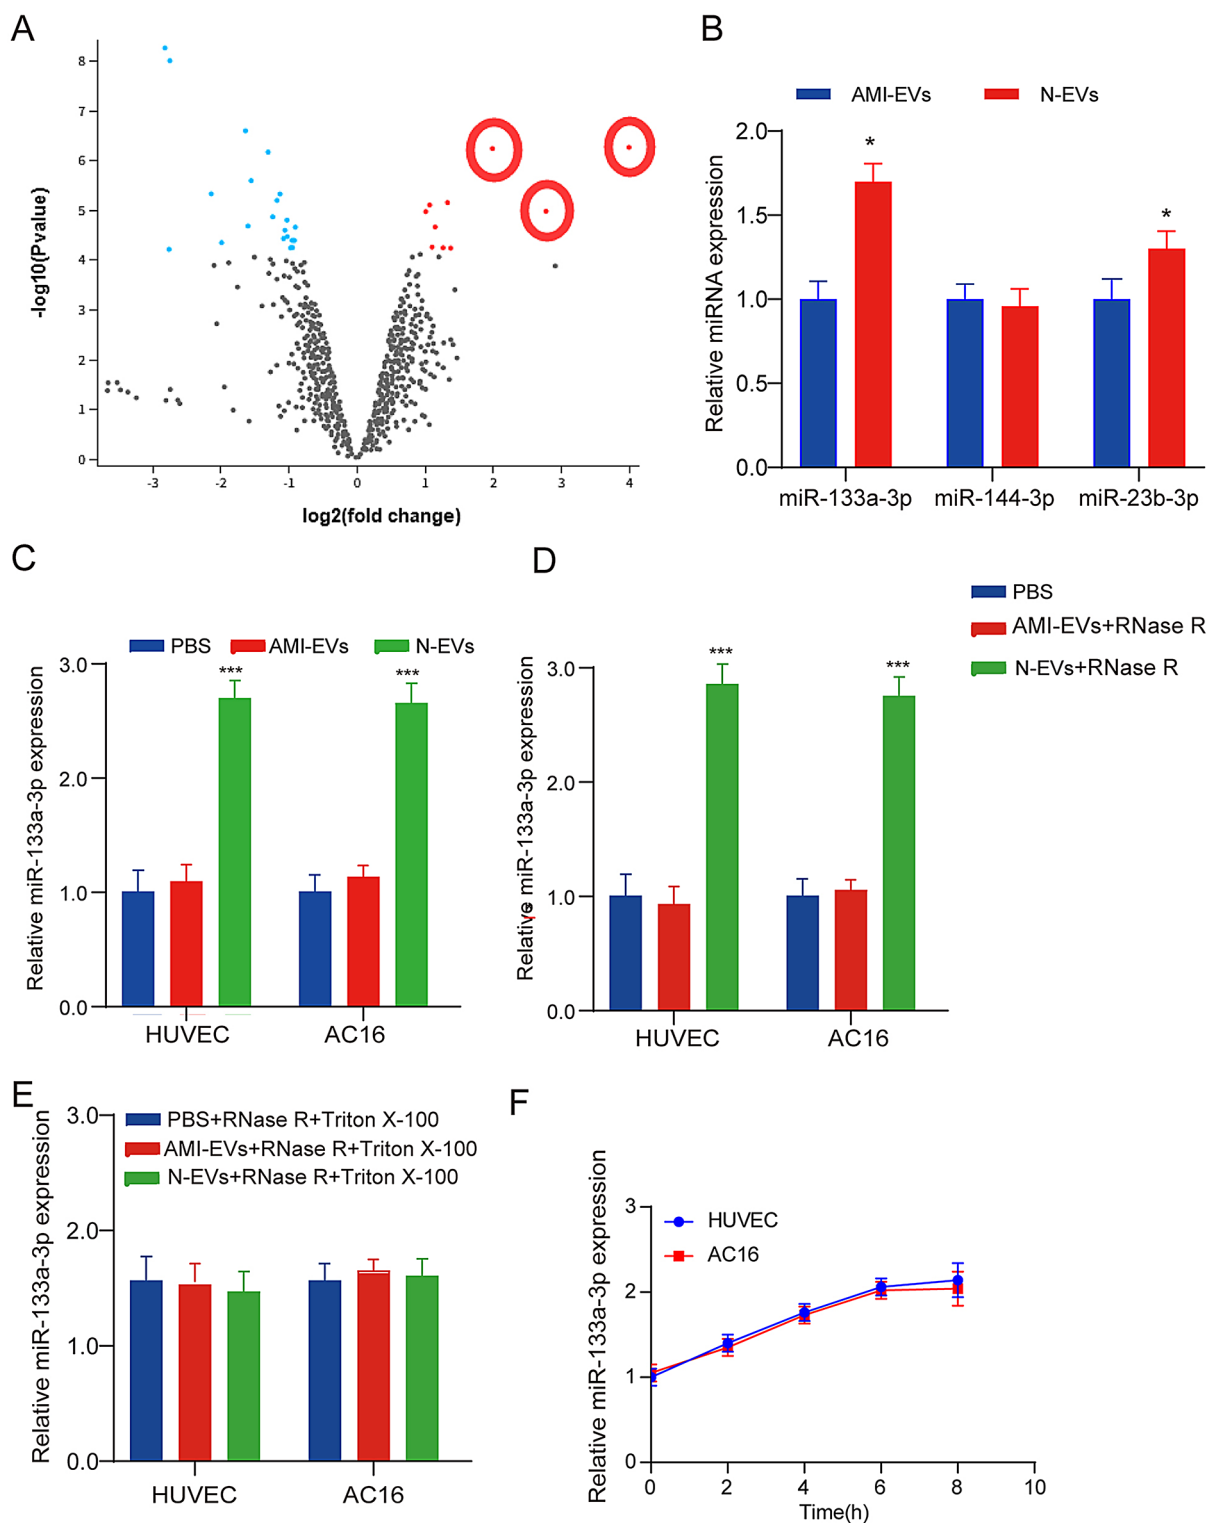 A
8
7
6
5
4
3
2
1
0
-log10(Pvalue)
-3
-2
-1
0
1
2
3
4
log2(fold change)
B
AMI-EVs
N-EVs
2.0
1.5
1.0
0.5
0.0
Relative miRNA expression
*
*
miR-133a-3p
miR-144-3p
miR-23b-3p
C
PBS
AMI-EVs
N-EVs
3.0
2.0
1.0
0.0
Relative miR-133a-3p expression
***
***
HUVEC
AC16
D
PBS
AMI-EVs+RNase R
N-EVs+RNase R
3.0
2.0
1.0
0.0
Relative miR-133a-3p expression
***
***
HUVEC
AC16
E
PBS+RNase R+Triton X-100
AMI-EVs+RNase R+Triton X-100
N-EVs+RNase R+Triton X-100
3.0
2.0
1.0
0.0
Relative miR-133a-3p expression
HUVEC
AC16
F
HUVEC
AC16
3
2
1
0
Relative miR-133a-3p expression
0
2
4
6
8
10
Time(h)